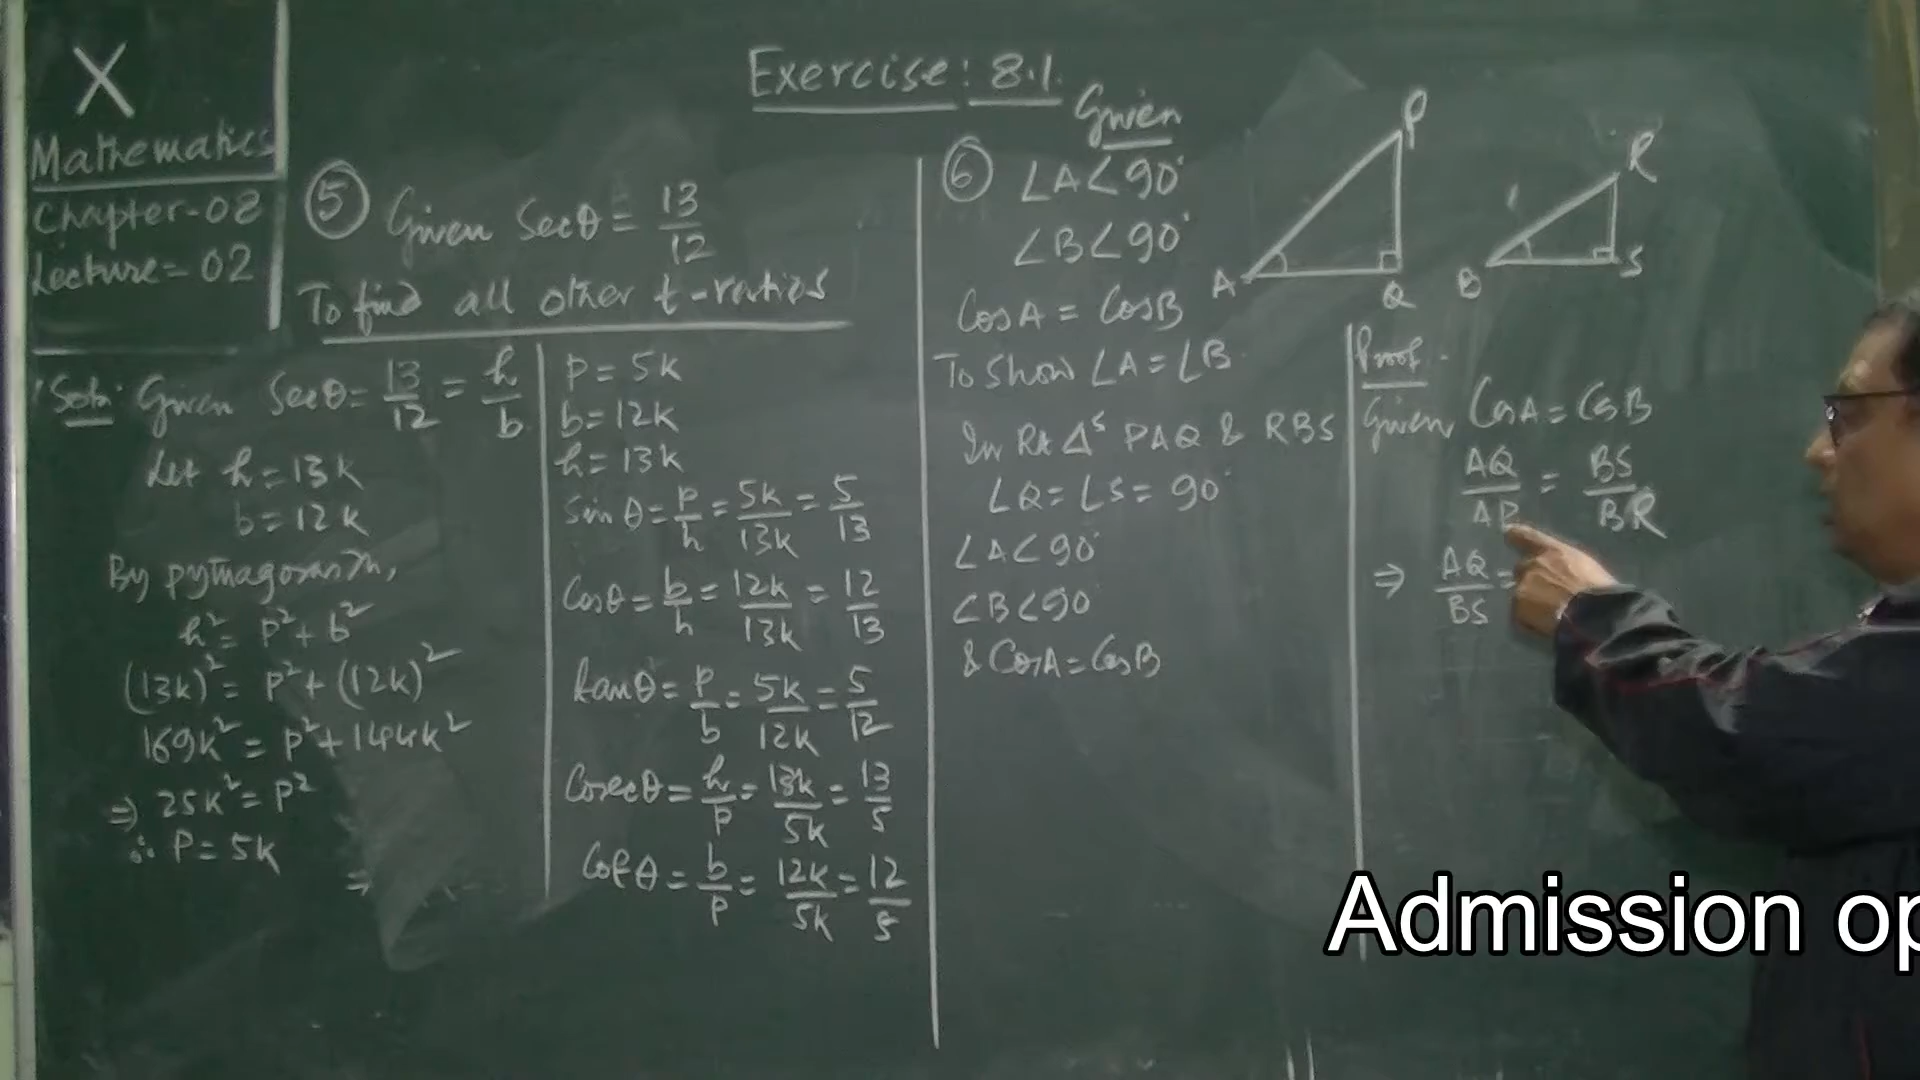 X
Mathematics
Chapter-08
Lecture-02
Exercise: 8.1
⑤ Given Secθ = 13/12
To find all other t-ratios
Soln. Given Secθ = 13/12 = h/b
Let h = 13k
b = 12k
By pythagoras Th,
h² = p² + b²
(13k)² = p² + (12k)²
169k² = p² + 144k²
⇒ 25k² = p²
∴ P = 5k
⇒
P = 5k
b = 12k
h = 13k
Sin θ = p/h = 5k/13k = 5/13
Cosθ = b/h = 12k/13k = 12/13
tanθ = p/b = 5k/12k = 5/12
Cosecθ = h/p = 13k/5k = 13/5
Cotθ = b/p = 12k/5k = 12/5
Given
⑥ ∠A < 90°
∠B < 90°
CosA = CosB
To Show ∠A = ∠B
In Rt Δˢ PAQ & RBS
∠Q = ∠S = 90°
∠A < 90°
∠B < 90°
& CosA = CosB
P
A
Q
R
B
S
Proof.
Given CosA = CosB
AQ/AP = BS/BR
⇒ AQ/BS =
Admission op